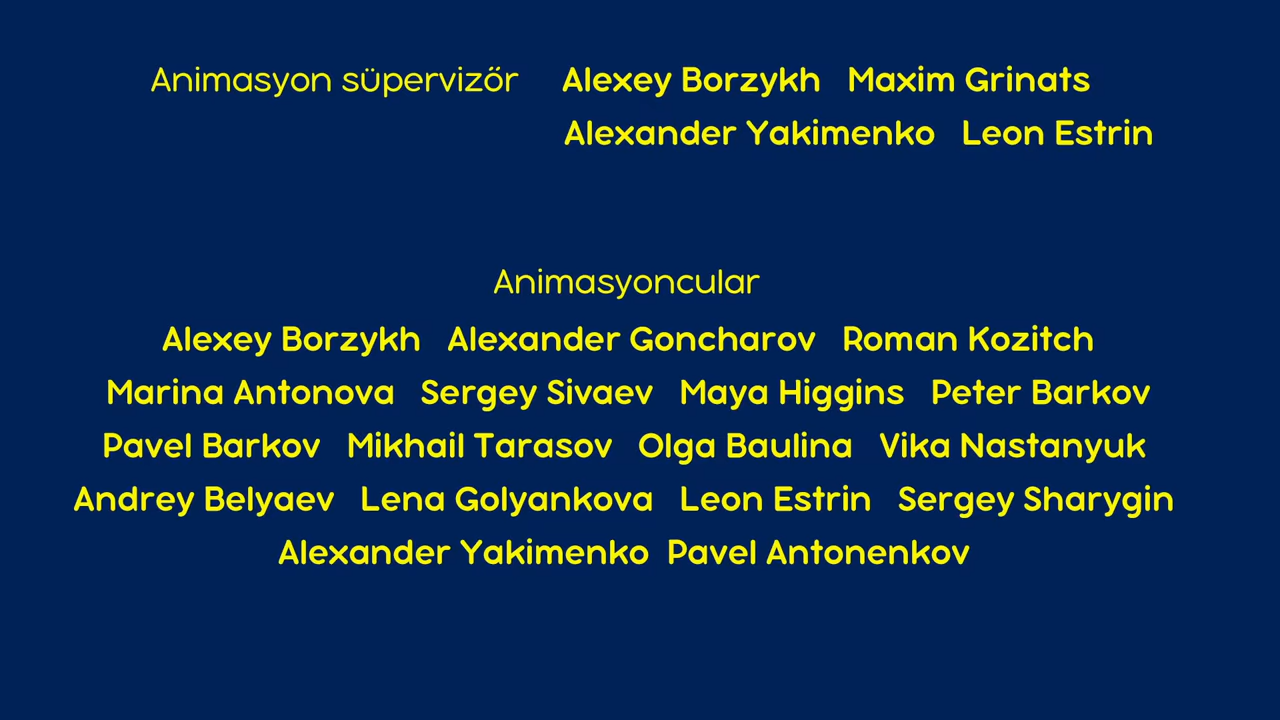 Animasyon süpervizőr Alexey Borzykh Maxim Grinats
Alexander Yakimenko Leon Estrin
Animasyoncular
Alexey Borzykh Alexander Goncharov Roman Kozitch
Marina Antonova Sergey Sivaev Maya Higgins Peter Barkov
Pavel Barkov Mikhail Tarasov Olga Baulina Vika Nastanyuk
Andrey Belyaev Lena Golyankova Leon Estrin Sergey Sharygin
Alexander Yakimenko Pavel Antonenkov